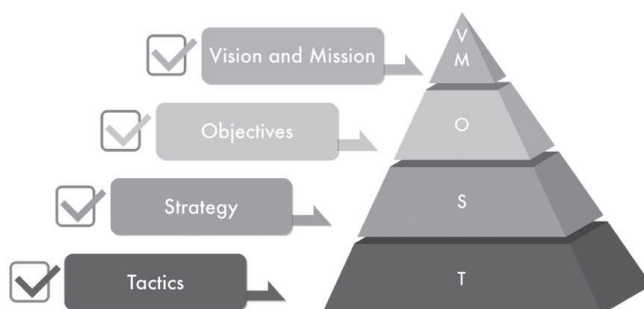 Vision and Mission
V
M
Objectives
O
Strategy
S
Tactics
T